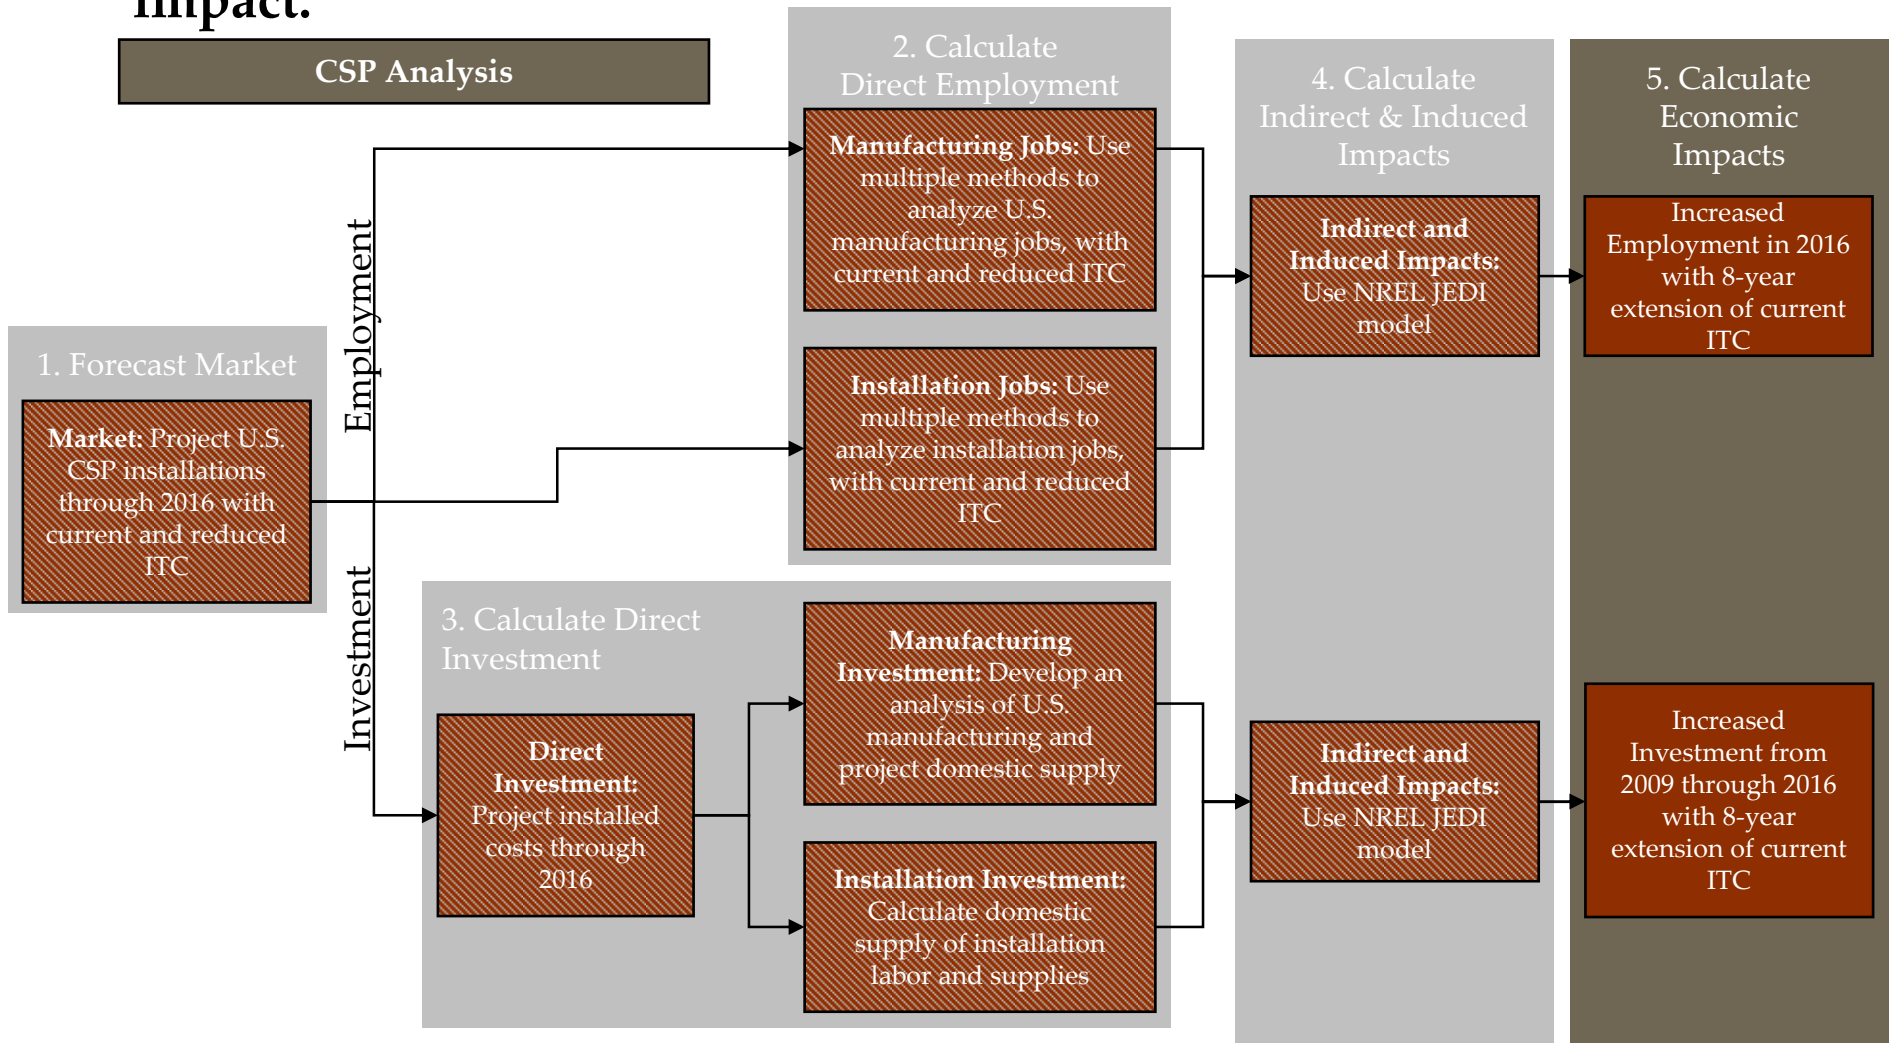 impact.
CSP Analysis
1. Forecast Market
Market: Project U.S.
CSP installations
through 2016 with
current and reduced
ITC
Employment
Investment
2. Calculate
Direct Employment
Manufacturing Jobs: Use
multiple methods to
analyze U.S.
manufacturing jobs, with
current and reduced ITC
Installation Jobs: Use
multiple methods to
analyze installation jobs,
with current and reduced
ITC
3. Calculate Direct
Investment
Direct
Investment:
Project installed
costs through
2016
Manufacturing
Investment: Develop an
analysis of U.S.
manufacturing and
project domestic supply
Installation Investment:
Calculate domestic
supply of installation
labor and supplies
4. Calculate
Indirect & Induced
Impacts
Indirect and
Induced Impacts:
Use NREL JEDI
model
Indirect and
Induced Impacts:
Use NREL JEDI
model
5. Calculate
Economic
Impacts
Increased
Employment in 2016
with 8-year
extension of current
ITC
Increased
Investment from
2009 through 2016
with 8-year
extension of current
ITC